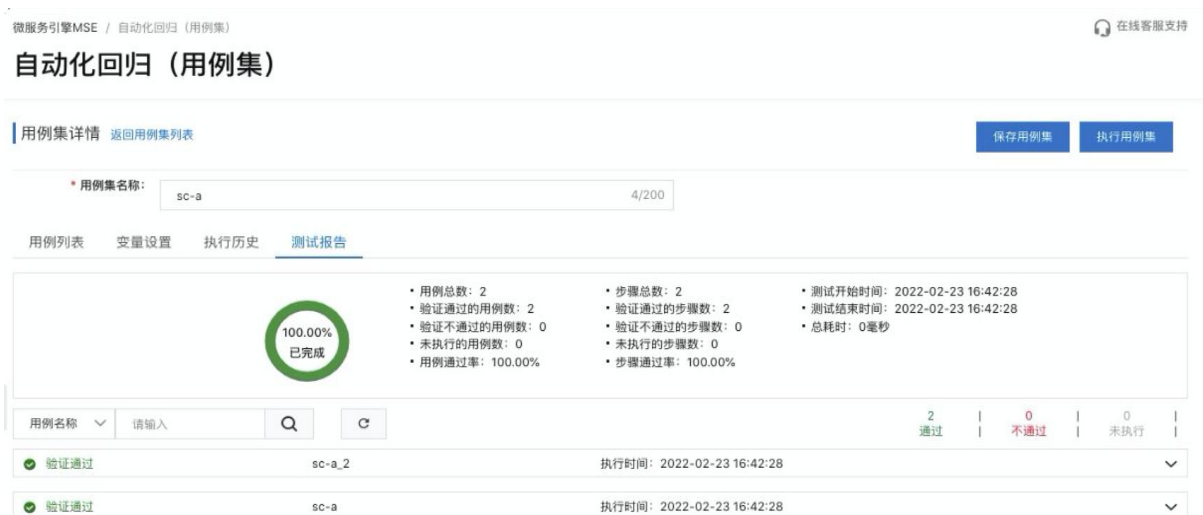 微服务引擎MSE / 自动化回归（用例集）
在线客服支持
自动化回归（用例集）
用例集详情 返回用例集列表
保存用例集 执行用例集
* 用例集名称： sc-a 4/200
用例列表 变量设置 执行历史 测试报告
100.00%
已完成
• 用例总数：2
• 验证通过的用例数：2
• 验证不通过的用例数：0
• 未执行的用例数：0
• 用例通过率：100.00%
• 步骤总数：2
• 验证通过的步骤数：2
• 验证不通过的步骤数：0
• 未执行的步骤数：0
• 步骤通过率：100.00%
• 测试开始时间：2022-02-23 16:42:28
• 测试结束时间：2022-02-23 16:42:28
• 总耗时：0毫秒
用例名称 请输入
2 | 0 | 0 |
通过 | 不通过 | 未执行 |
验证通过 sc-a_2 执行时间：2022-02-23 16:42:28
验证通过 sc-a 执行时间：2022-02-23 16:42:28